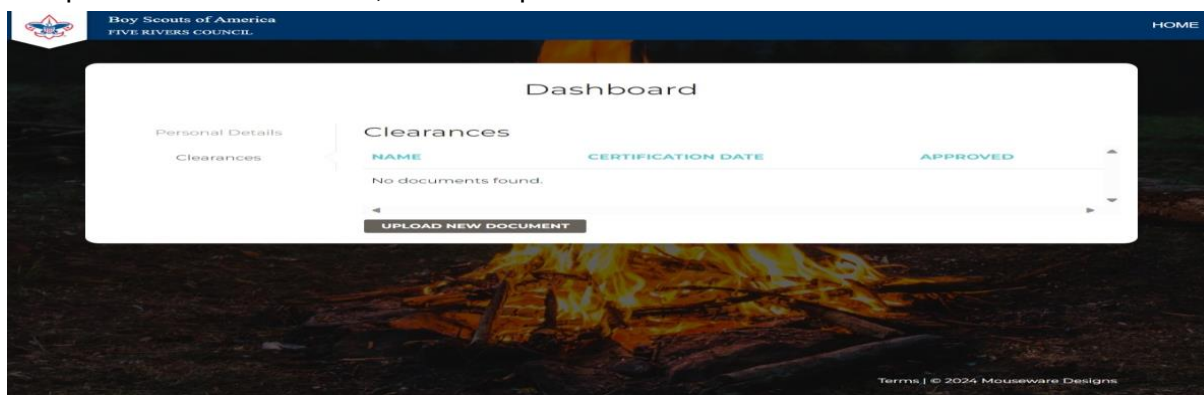 Boy Scouts of America
FIVE RIVERS COUNCIL
HOME
Dashboard
Personal Details
Clearances
Clearances
NAME CERTIFICATION DATE APPROVED
No documents found.
UPLOAD NEW DOCUMENT
Terms | © 2024 Mouseware Designs